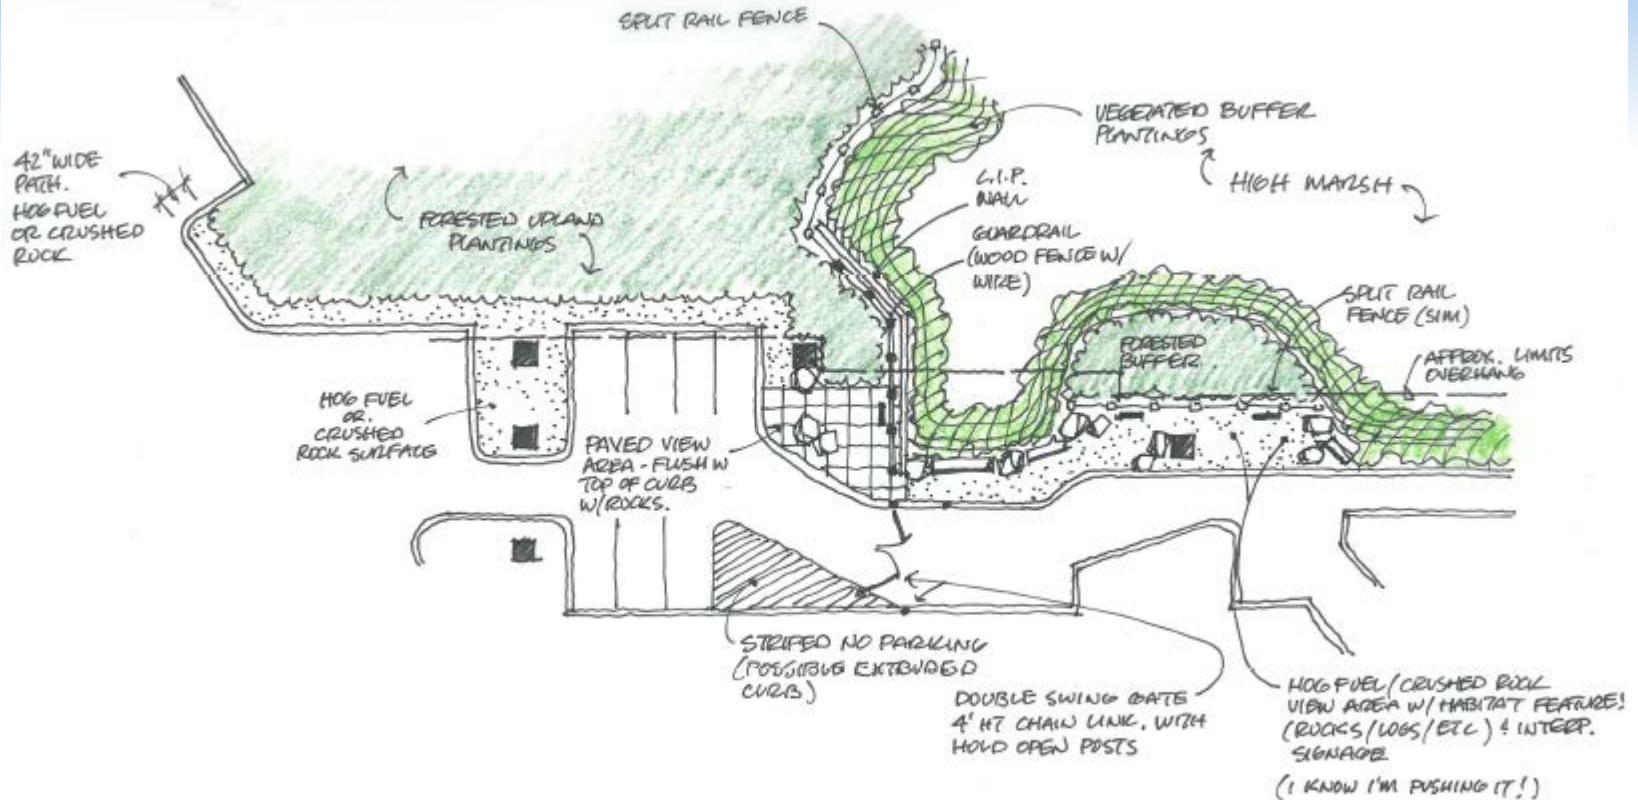 SPLIT RAIL FENCE
VEGETATED BUFFER
PLANTINGS
HIGH MARSH
42" WIDE
PATH.
HOG FUEL
OR CRUSHED
ROCK
FORESTED UPLAND
PLANTINGS
C.I.P.
WALL
GUARDRAIL
(WOOD FENCE W/
WIRE)
SPLIT RAIL
FENCE (SIM)
FORESTED
BUFFER
APPROX. LIMITS
OVERHANG
HOG FUEL
OR.
CRUSHED
ROCK SURFACE
PAVED VIEW
AREA - FLUSH W
TOP OF CURB
W/ROCKS.
STRIPED NO PARKING
(POSSIBLE EXTRUDED
CURB)
DOUBLE SWING GATE
4' HT CHAIN LINK. WITH
HOLD OPEN POSTS
HOG FUEL/CRUSHED ROCK
VIEW AREA W/ HABITAT FEATURE!
(ROCKS/LOGS/ETC) & INTERP.
SIGNAGE
(I KNOW I'M PUSHING IT!)